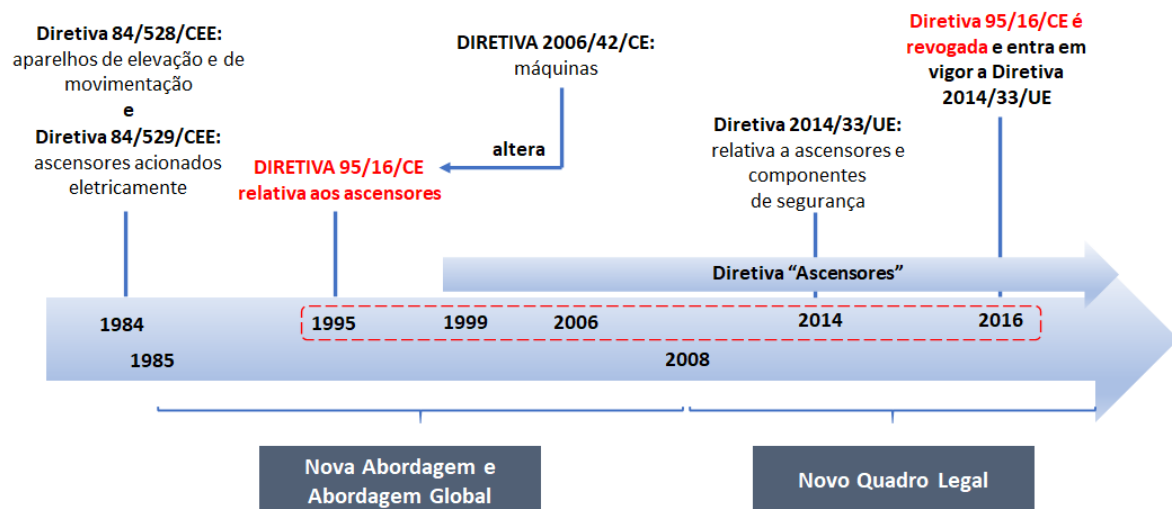 Diretiva 84/528/CEE:
aparelhos de elevação e de
movimentação
e
Diretiva 84/529/CEE:
ascensores acionados
eletricamente
DIRETIVA 95/16/CE
relativa aos ascensores
DIRETIVA 2006/42/CE:
máquinas
altera
Diretiva 2014/33/UE:
relativa a ascensores e
componentes
de segurança
Diretiva 95/16/CE é
revogada e entra em
vigor a Diretiva
2014/33/UE
Diretiva “Ascensores”
1984
1995
1999
2006
2014
2016
1985
2008
Nova Abordagem e
Abordagem Global
Novo Quadro Legal